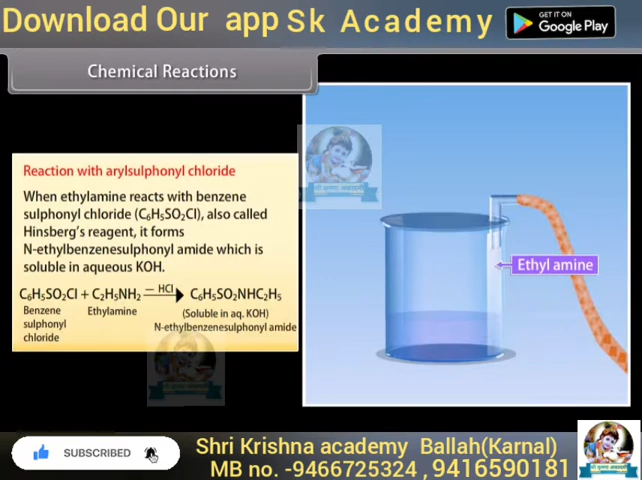 Download Our app Sk Academy
GET IT ON
Google Play
Chemical Reactions
Reaction with arylsulphonyl chloride
When ethylamine reacts with benzene
sulphonyl chloride (C₆H₅SO₂Cl), also called
Hinsberg's reagent, it forms
N-ethylbenzenesulphonyl amide which is
soluble in aqueous KOH.
C₆H₅SO₂Cl + C₂H₅NH₂ — HCl → C₆H₅SO₂NHC₂H₅
Benzene
sulphonyl
chloride
Ethylamine
(Soluble in aq. KOH)
N-ethylbenzenesulphonyl amide
Ethyl amine
SUBSCRIBED
Shri Krishna academy Ballah(Karnal)
MB no. -9466725324 , 9416590181